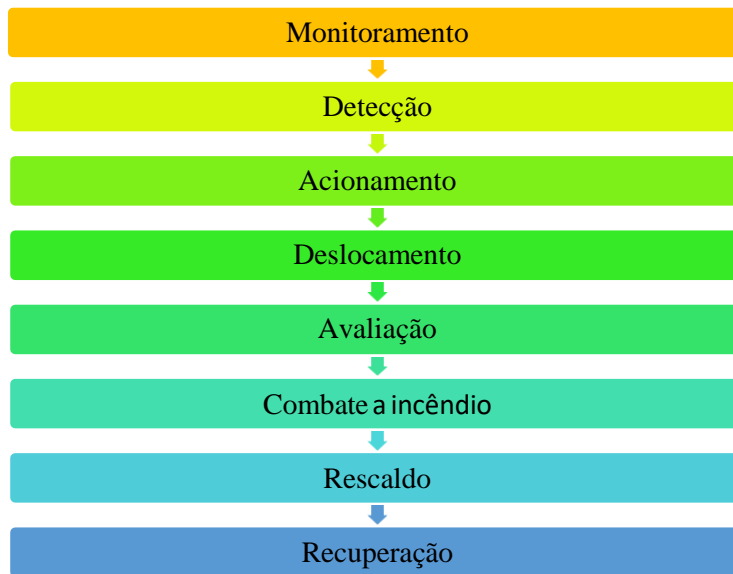 Monitoramento
Detecção
Acionamento
Deslocamento
Avaliação
Combate a incêndio
Rescaldo
Recuperação